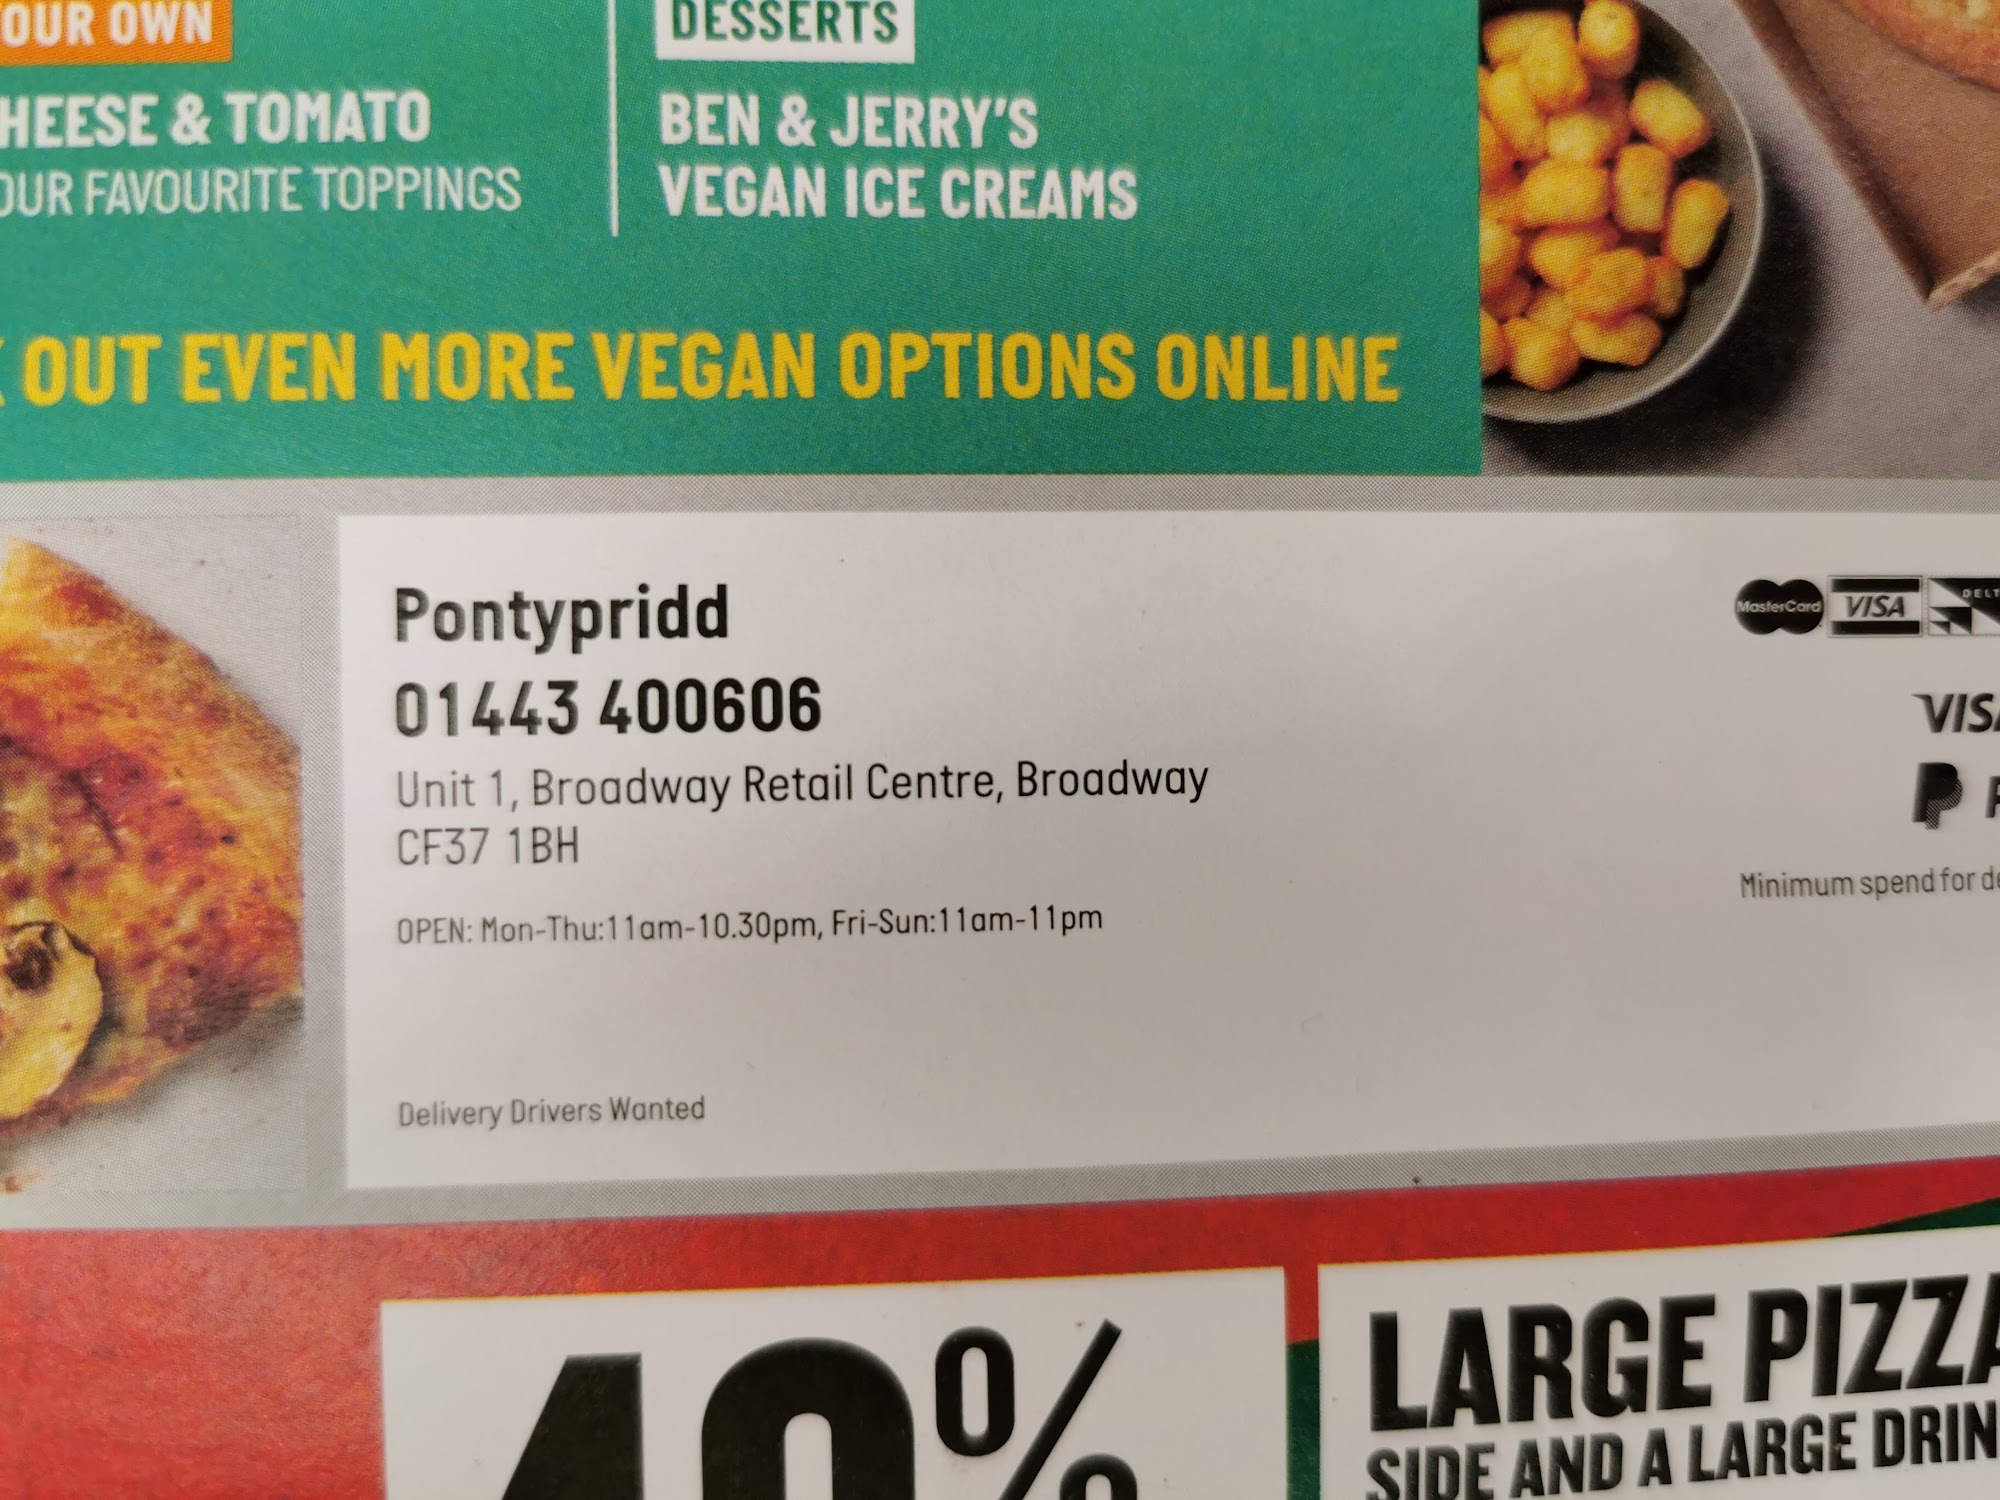 OUR OWN
HEESE & TOMATO
OUR FAVOURITE TOPPINGS
DESSERTS
BEN & JERRY'S
VEGAN ICE CREAMS
OUT EVEN MORE VEGAN OPTIONS ONLINE
Pontypridd
01443 400606
Unit 1, Broadway Retail Centre, Broadway
CF37 1BH
OPEN: Mon-Thu:11am-10.30pm, Fri-Sun:11am-11pm
Delivery Drivers Wanted
MasterCard VISA DELT
VISA
P
Minimum spend for de
40%
LARGE PIZZA
SIDE AND A LARGE DRIN